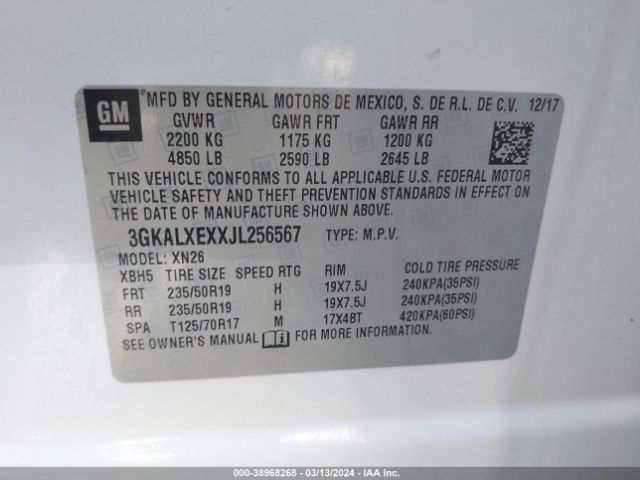 GM
MFD BY GENERAL MOTORS DE MEXICO, S. DE R.L. DE C.V. 12/17
GVWR GAWR FRT GAWR RR
2200 KG 1175 KG 1200 KG
4850 LB 2590 LB 2645 LB
THIS VEHICLE CONFORMS TO ALL APPLICABLE U.S. FEDERAL MOTOR
VEHICLE SAFETY AND THEFT PREVENTION STANDARDS IN EFFECT ON
THE DATE OF MANUFACTURE SHOWN ABOVE.
3GKALXEXXJL256567 TYPE: M.P.V.
MODEL: XN26
XBH5 TIRE SIZE SPEED RTG RIM COLD TIRE PRESSURE
FRT 235/50R19 H 19X7.5J 240KPA(35PSI)
RR 235/50R19 H 19X7.5J 240KPA(35PSI)
SPA T125/70R17 M 17X4BT 420KPA(60PSI)
SEE OWNER'S MANUAL FOR MORE INFORMATION.
000-38968268 - 03/13/2024 - IAA Inc.